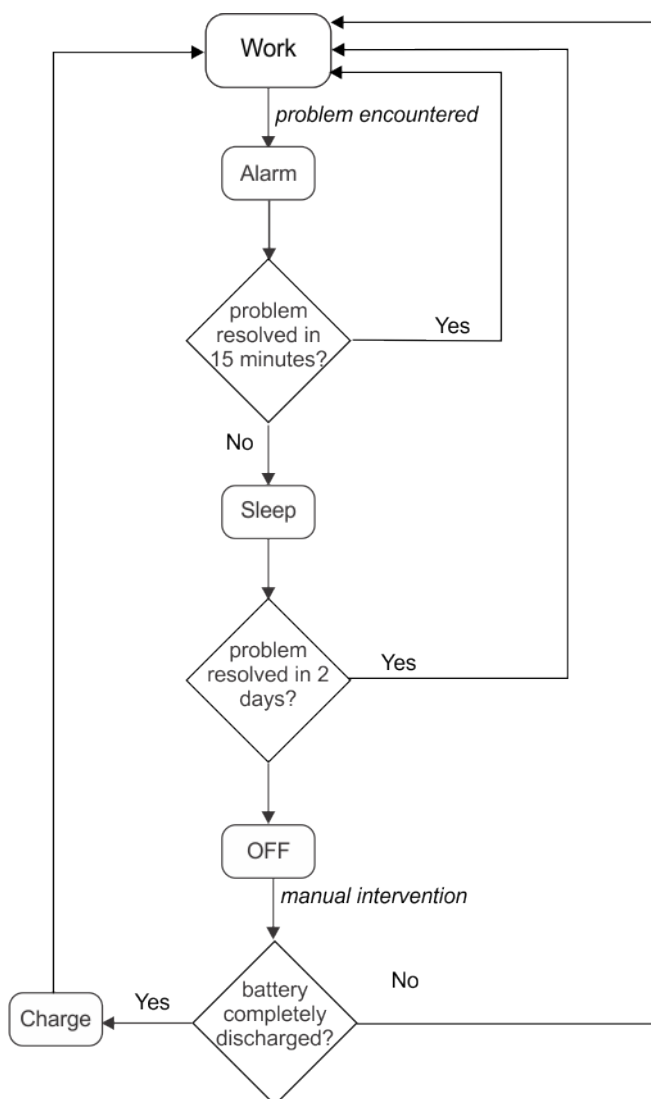 Work
problem encountered
Alarm
problem
resolved in
15 minutes?
Yes
No
Sleep
problem
resolved in 2
days?
Yes
OFF
manual intervention
battery
completely
discharged?
No
Yes
Charge